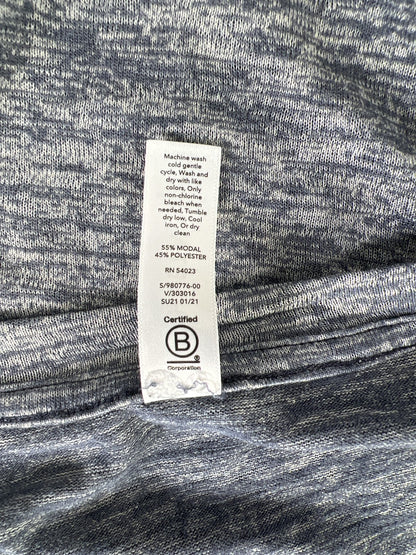 Machine wash
cold gentle
cycle, Wash and
dry with like
colors, Only
non-chlorine
bleach when
needed, Tumble
dry low, Cool
iron, Or dry
clean
55% MODAL
45% POLYESTER
RN 54023
S/980776-00
V/303016
SU21 01/21
Certified
B
Corporation